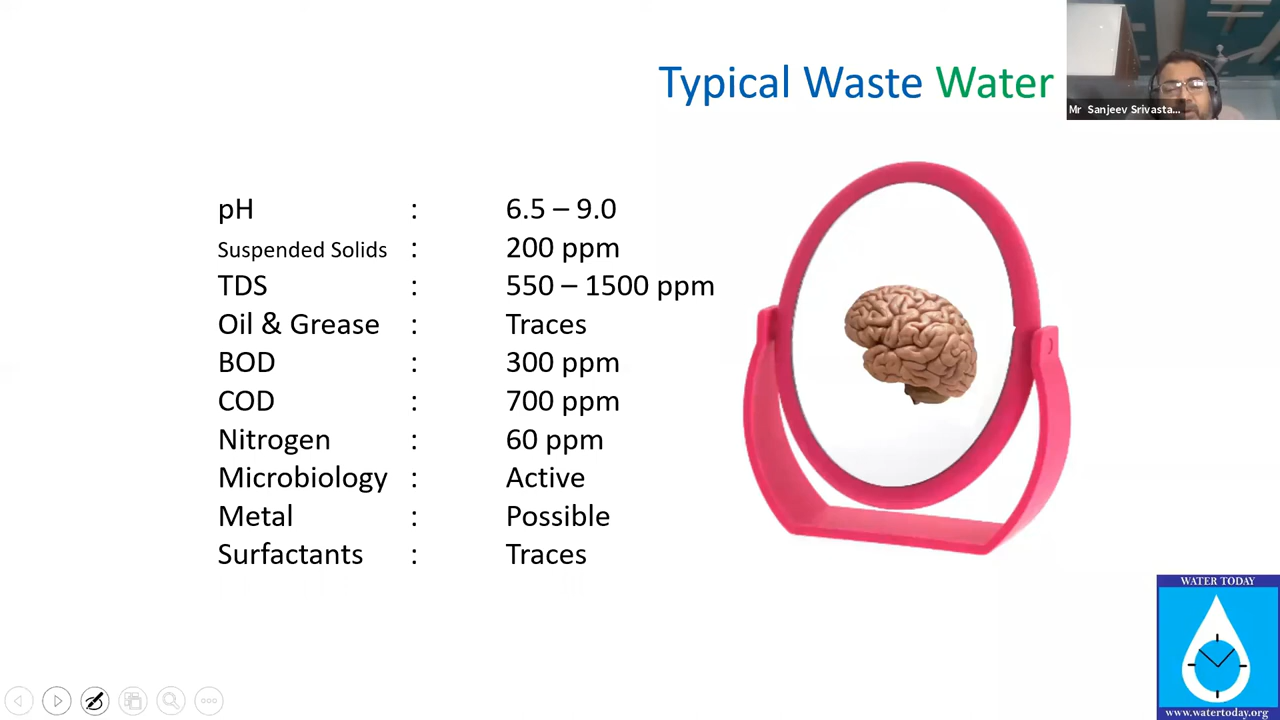 Typical Waste Water
Mr Sanjeev Srivasta...
pH : 6.5 – 9.0
Suspended Solids : 200 ppm
TDS : 550 – 1500 ppm
Oil & Grease : Traces
BOD : 300 ppm
COD : 700 ppm
Nitrogen : 60 ppm
Microbiology : Active
Metal : Possible
Surfactants : Traces
WATER TODAY
www.watertoday.org